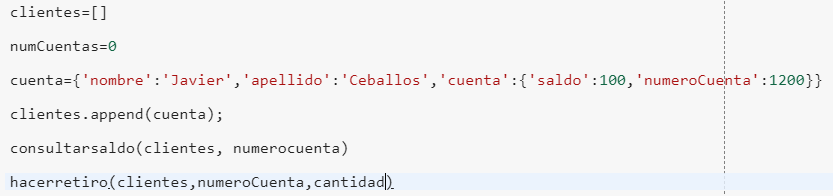 clientes=[]
numCuentas=0
cuenta={'nombre':'Javier','apellido':'Ceballos','cuenta':{'saldo':100,'numeroCuenta':1200}}
clientes.append(cuenta);
consultarsaldo(clientes, numerocuenta)
hacerretiro(clientes,numeroCuenta,cantidad)